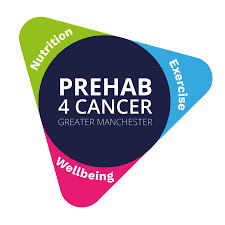 Nutrition
Exercise
PREHAB
4 CANCER
GREATER MANCHESTER
Wellbeing